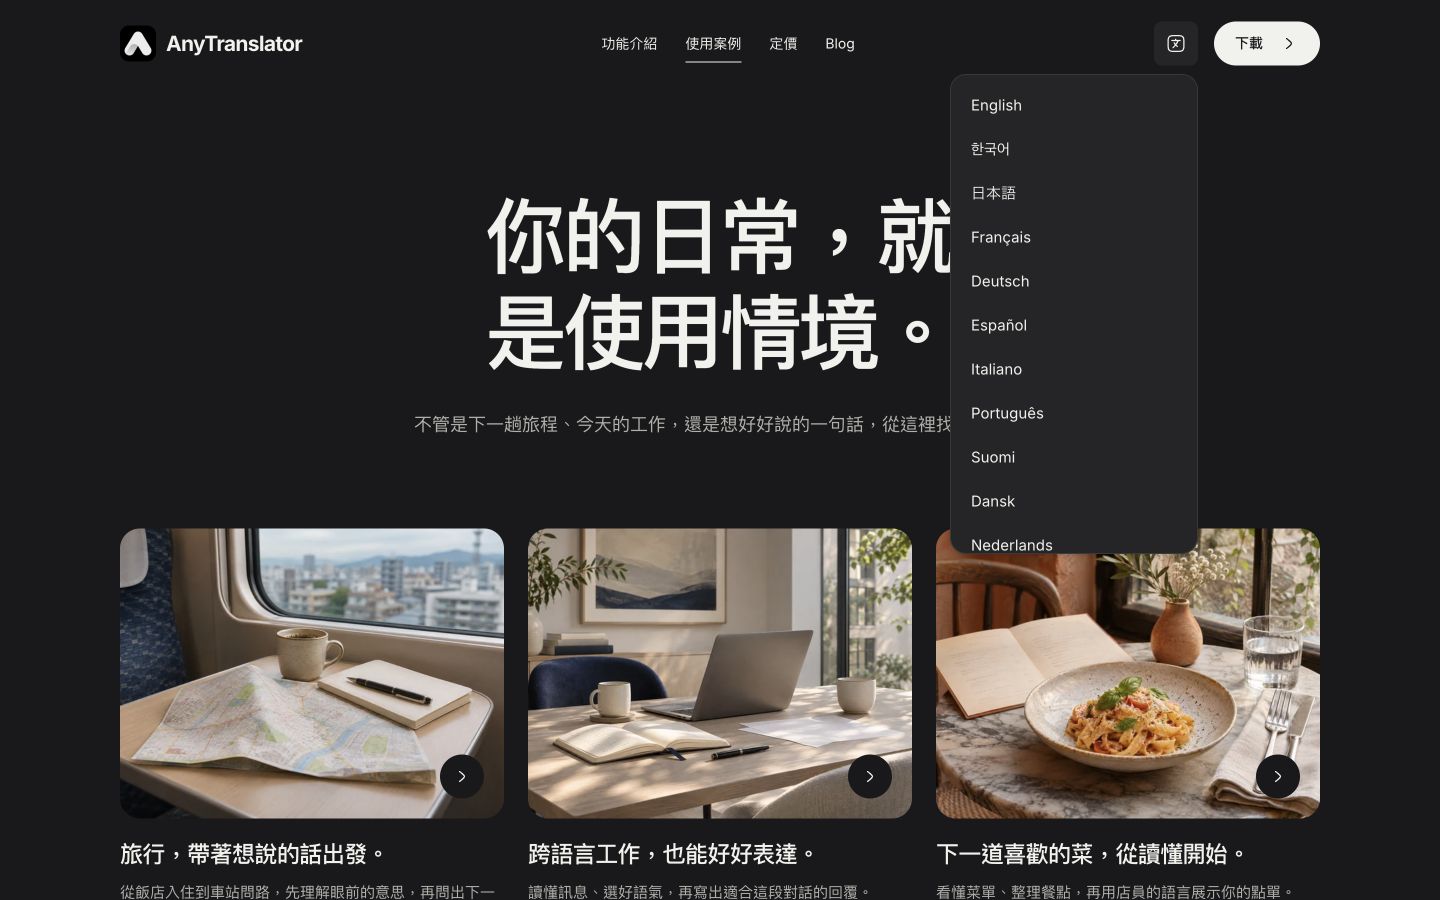 AnyTranslator
功能介紹
使用案例
定價
Blog
下載
English
한국어
日本語
Français
Deutsch
Español
Italiano
Português
Suomi
Dansk
Nederlands
你的日常，就
是使用情境。
不管是下一趟旅程、今天的工作，還是想好好說的一句話，從這裡找
旅行，帶著想說的話出發。
從飯店入住到車站問路，先理解眼前的意思，再問出下一
跨語言工作，也能好好表達。
讀懂訊息、選好語氣，再寫出適合這段對話的回覆。
下一道喜歡的菜，從讀懂開始。
看懂菜單、整理餐點，再用店員的語言展示你的點單。